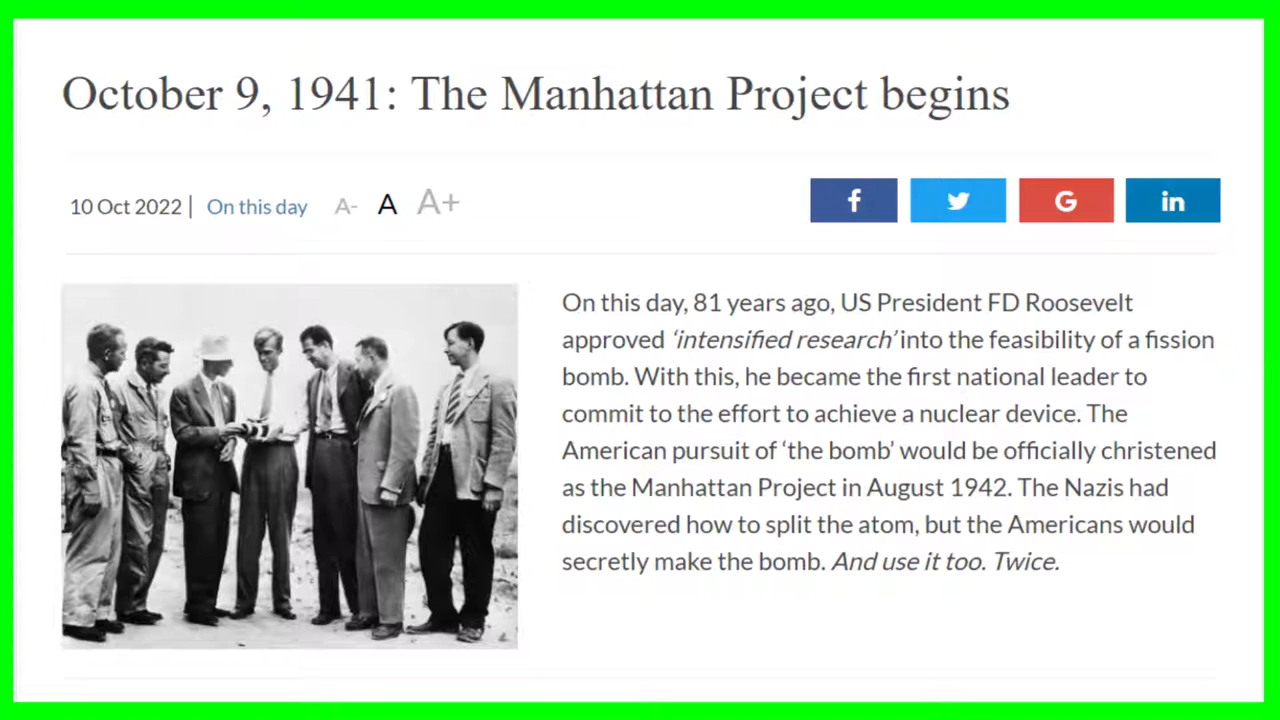 October 9, 1941: The Manhattan Project begins
10 Oct 2022 | On this day A- A A+
f G in
On this day, 81 years ago, US President FD Roosevelt
approved ‘intensified research’ into the feasibility of a fission
bomb. With this, he became the first national leader to
commit to the effort to achieve a nuclear device. The
American pursuit of ‘the bomb’ would be officially christened
as the Manhattan Project in August 1942. The Nazis had
discovered how to split the atom, but the Americans would
secretly make the bomb. And use it too. Twice.